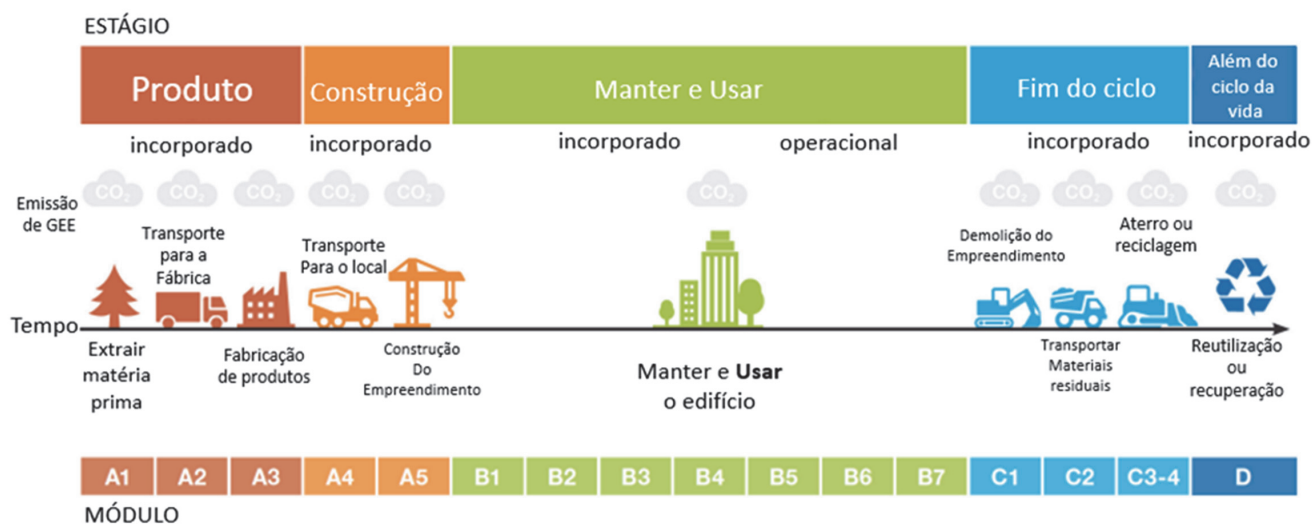 ESTÁGIO
Produto
Construção
Manter e Usar
Fim do ciclo
Além do
ciclo da
vida
incorporado
incorporado
incorporado
operacional
incorporado
incorporado
Emissão
de GEE
CO₂
CO₂
CO₂
CO₂
CO₂
CO₂
CO₂
CO₂
CO₂
CO₂
Transporte
para a
Fábrica
Transporte
Para o local
Demolição do
Empreendimento
Aterro ou
reciclagem
Tempo
Extrair
matéria
prima
Fabricação
de produtos
Construção
Do
Empreendimento
Manter e Usar
o edifício
Transportar
Materiais
residuais
Reutilização
ou
recuperação
A1 A2 A3 A4 A5 B1 B2 B3 B4 B5 B6 B7 C1 C2 C3-4 D
MÓDULO